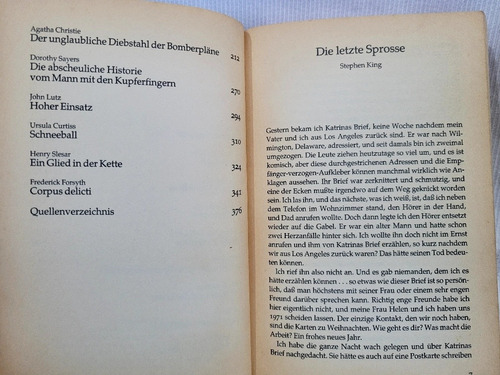 Agatha Christie
Der unglaubliche Diebstahl der Bomberpläne 212
Dorothy Sayers
Die abscheuliche Historie
vom Mann mit den Kupferfingern 270
John Lutz
Hoher Einsatz 294
Ursula Curtiss
Schneeball 310
Henry Slesar
Ein Glied in der Kette 324
Frederick Forsyth
Corpus delicti 341
Quellenverzeichnis 376
Die letzte Sprosse
Stephen King
Gestern bekam ich Katrinas Brief, keine Woche nachdem mein
Vater und ich aus Los Angeles zurück sind. Er war nach Wil-
mington, Delaware, adressiert, und seit damals bin ich zweimal
umgezogen. Die Leute ziehen heutzutage so viel um, und es ist
komisch, aber diese durchgestrichenen Adressen und die Emp-
fänger-verzogen-Aufkleber können manchmal wirklich wie An-
klagen aussehen. Ihr Brief war zerknittert und schmutzig, und
eine der Ecken mußte irgendwo auf dem Weg geknickt worden
sein. Ich las ihn, und das nächste, was ich weiß, ist, daß ich neben
dem Telefon im Wohnzimmer stand, den Hörer in der Hand,
und Dad anrufen wollte. Doch dann legte ich den Hörer entsetzt
wieder auf die Gabel. Er war ein alter Mann und hatte schon
zwei Herzanfälle hinter sich. Ich wollte ihn doch nicht im Ernst
anrufen und ihm von Katrinas Brief erzählen, so kurz nachdem
wir aus Los Angeles zurück waren? Das hätte seinen Tod bedeu-
ten können.
Ich rief ihn also nicht an. Und es gab niemanden, dem ich es
hätte erzählen können . . . so etwas wie dieser Brief ist so persön-
lich, daß man höchstens mit seiner Frau oder einem sehr engen
Freund darüber sprechen kann. Richtig enge Freunde habe ich
hier eigentlich nicht, und meine Frau Helen und ich haben uns
1971 scheiden lassen. Der einzige Kontakt, den wir noch haben,
sind die Karten zu Weihnachten. Wie geht es dir? Was macht die
Arbeit? Ein frohes neues Jahr.
Ich habe die ganze Nacht wach gelegen und über Katrinas
Brief nachgedacht. Sie hätte es auch auf eine Postkarte schreiben